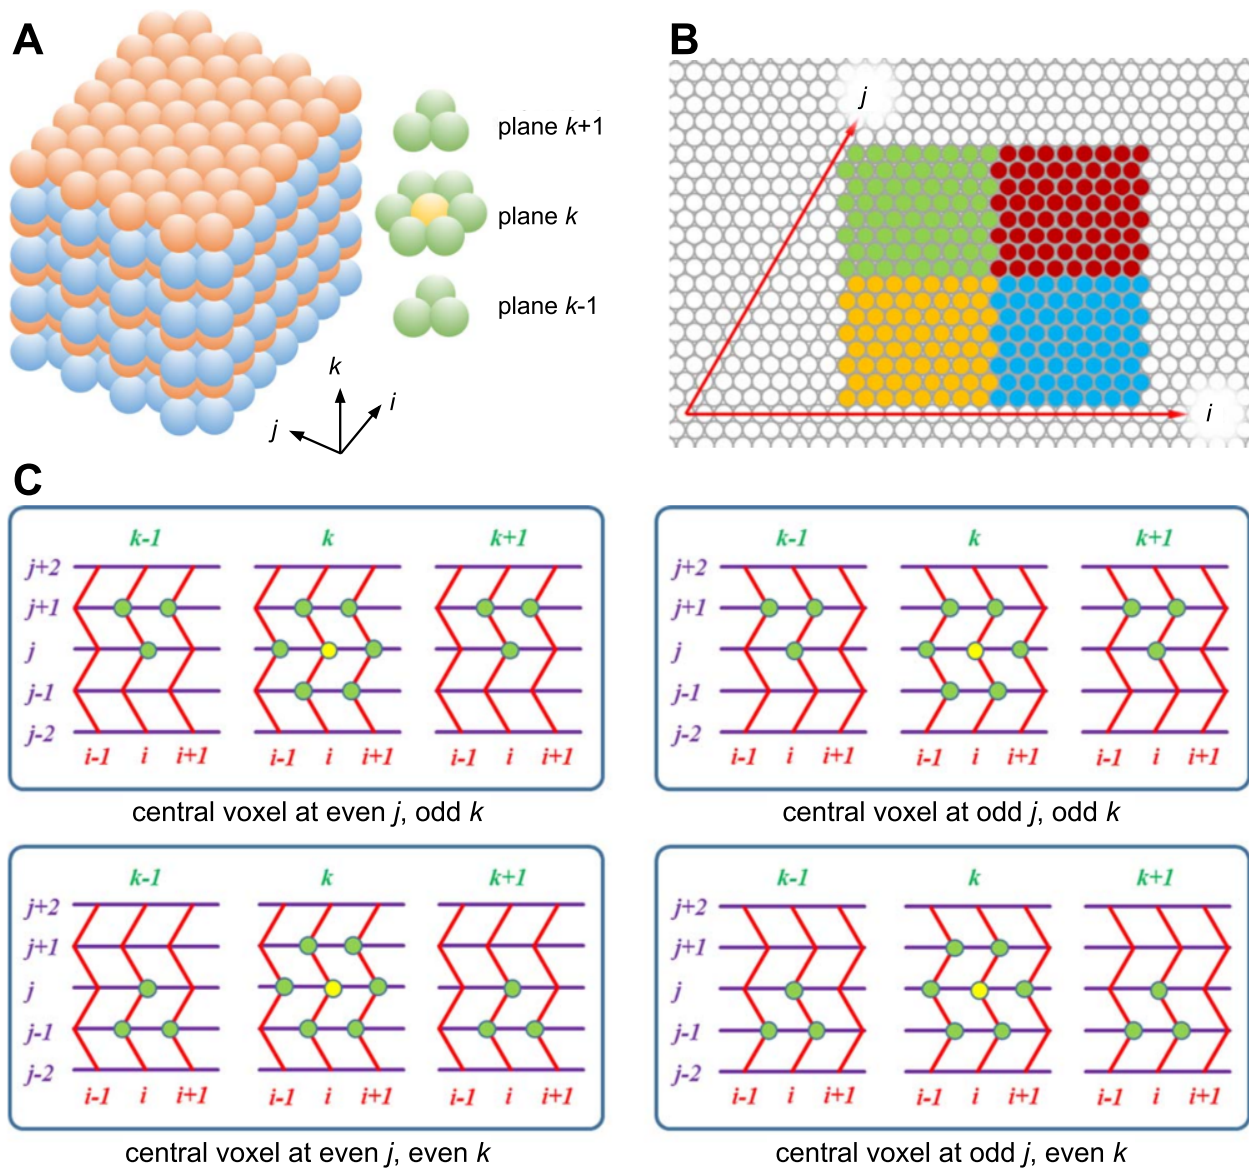 A
B
plane k+1
plane k
plane k-1
k
i
j
j
i
C
k-1 k k+1
j+2
j+1
j
j-1
j-2
i-1 i i+1 i-1 i i+1 i-1 i i+1
central voxel at even j, odd k
k-1 k k+1
j+2
j+1
j
j-1
j-2
i-1 i i+1 i-1 i i+1 i-1 i i+1
central voxel at odd j, odd k
k-1 k k+1
j+2
j+1
j
j-1
j-2
i-1 i i+1 i-1 i i+1 i-1 i i+1
central voxel at even j, even k
k-1 k k+1
j+2
j+1
j
j-1
j-2
i-1 i i+1 i-1 i i+1 i-1 i i+1
central voxel at odd j, even k